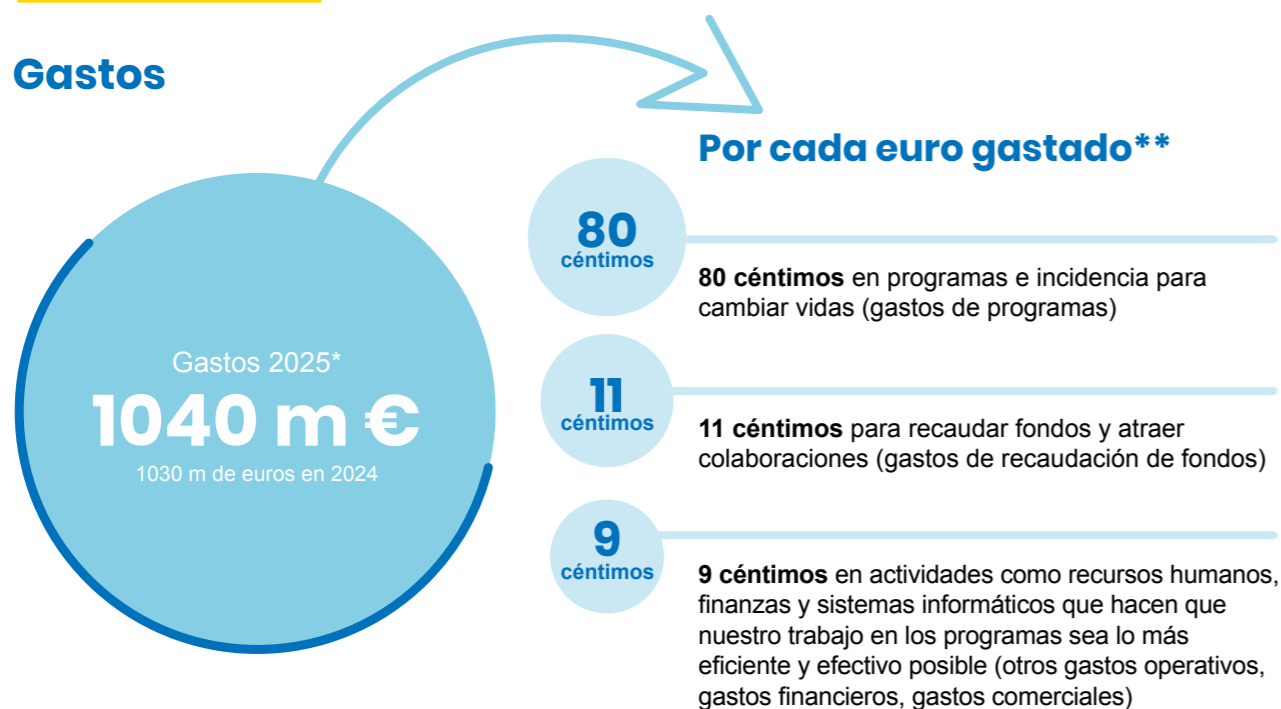 Gastos
Gastos 2025*
1040 m €
1030 m de euros en 2024
Por cada euro gastado**
80
céntimos
80 céntimos en programas e incidencia para
cambiar vidas (gastos de programas)
11
céntimos
11 céntimos para recaudar fondos y atraer
colaboraciones (gastos de recaudación de fondos)
9
céntimos
9 céntimos en actividades como recursos humanos,
finanzas y sistemas informáticos que hacen que
nuestro trabajo en los programas sea lo más
eficiente y efectivo posible (otros gastos operativos,
gastos financieros, gastos comerciales)